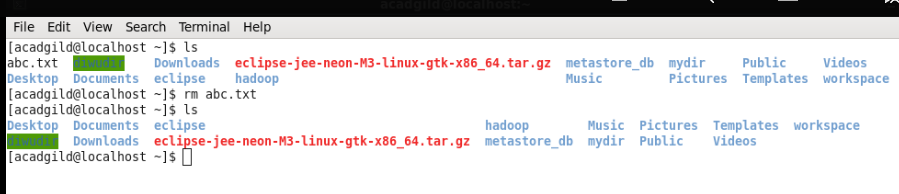 acadgild@localhost:~
File Edit View Search Terminal Help
[acadgild@localhost ~]$ ls
abc.txt diwudir Downloads eclipse-jee-neon-M3-linux-gtk-x86_64.tar.gz metastore_db mydir Public Videos
Desktop Documents eclipse hadoop Music Pictures Templates workspace
[acadgild@localhost ~]$ rm abc.txt
[acadgild@localhost ~]$ ls
Desktop Documents eclipse hadoop Music Pictures Templates workspace
diwudir Downloads eclipse-jee-neon-M3-linux-gtk-x86_64.tar.gz metastore_db mydir Public Videos
[acadgild@localhost ~]$